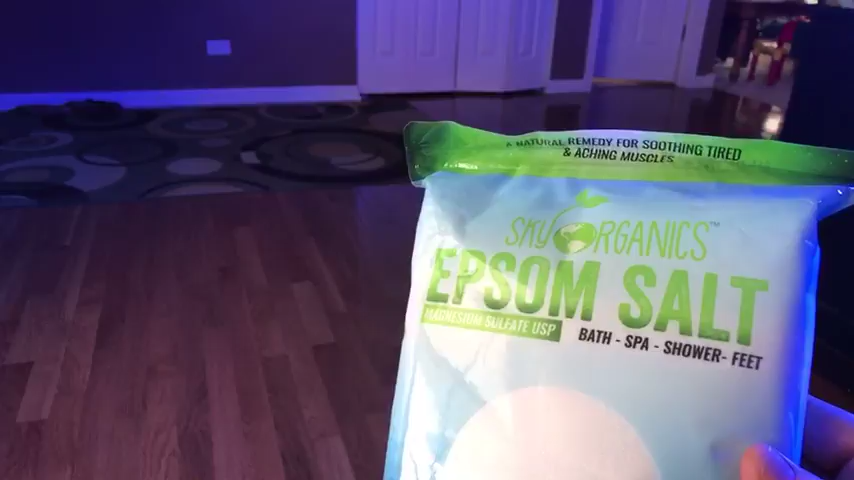 A NATURAL REMEDY FOR SOOTHING TIRED
& ACHING MUSCLES
SKY ORGANICS™
EPSOM SALT
MAGNESIUM SULFATE USP
BATH - SPA - SHOWER- FEET